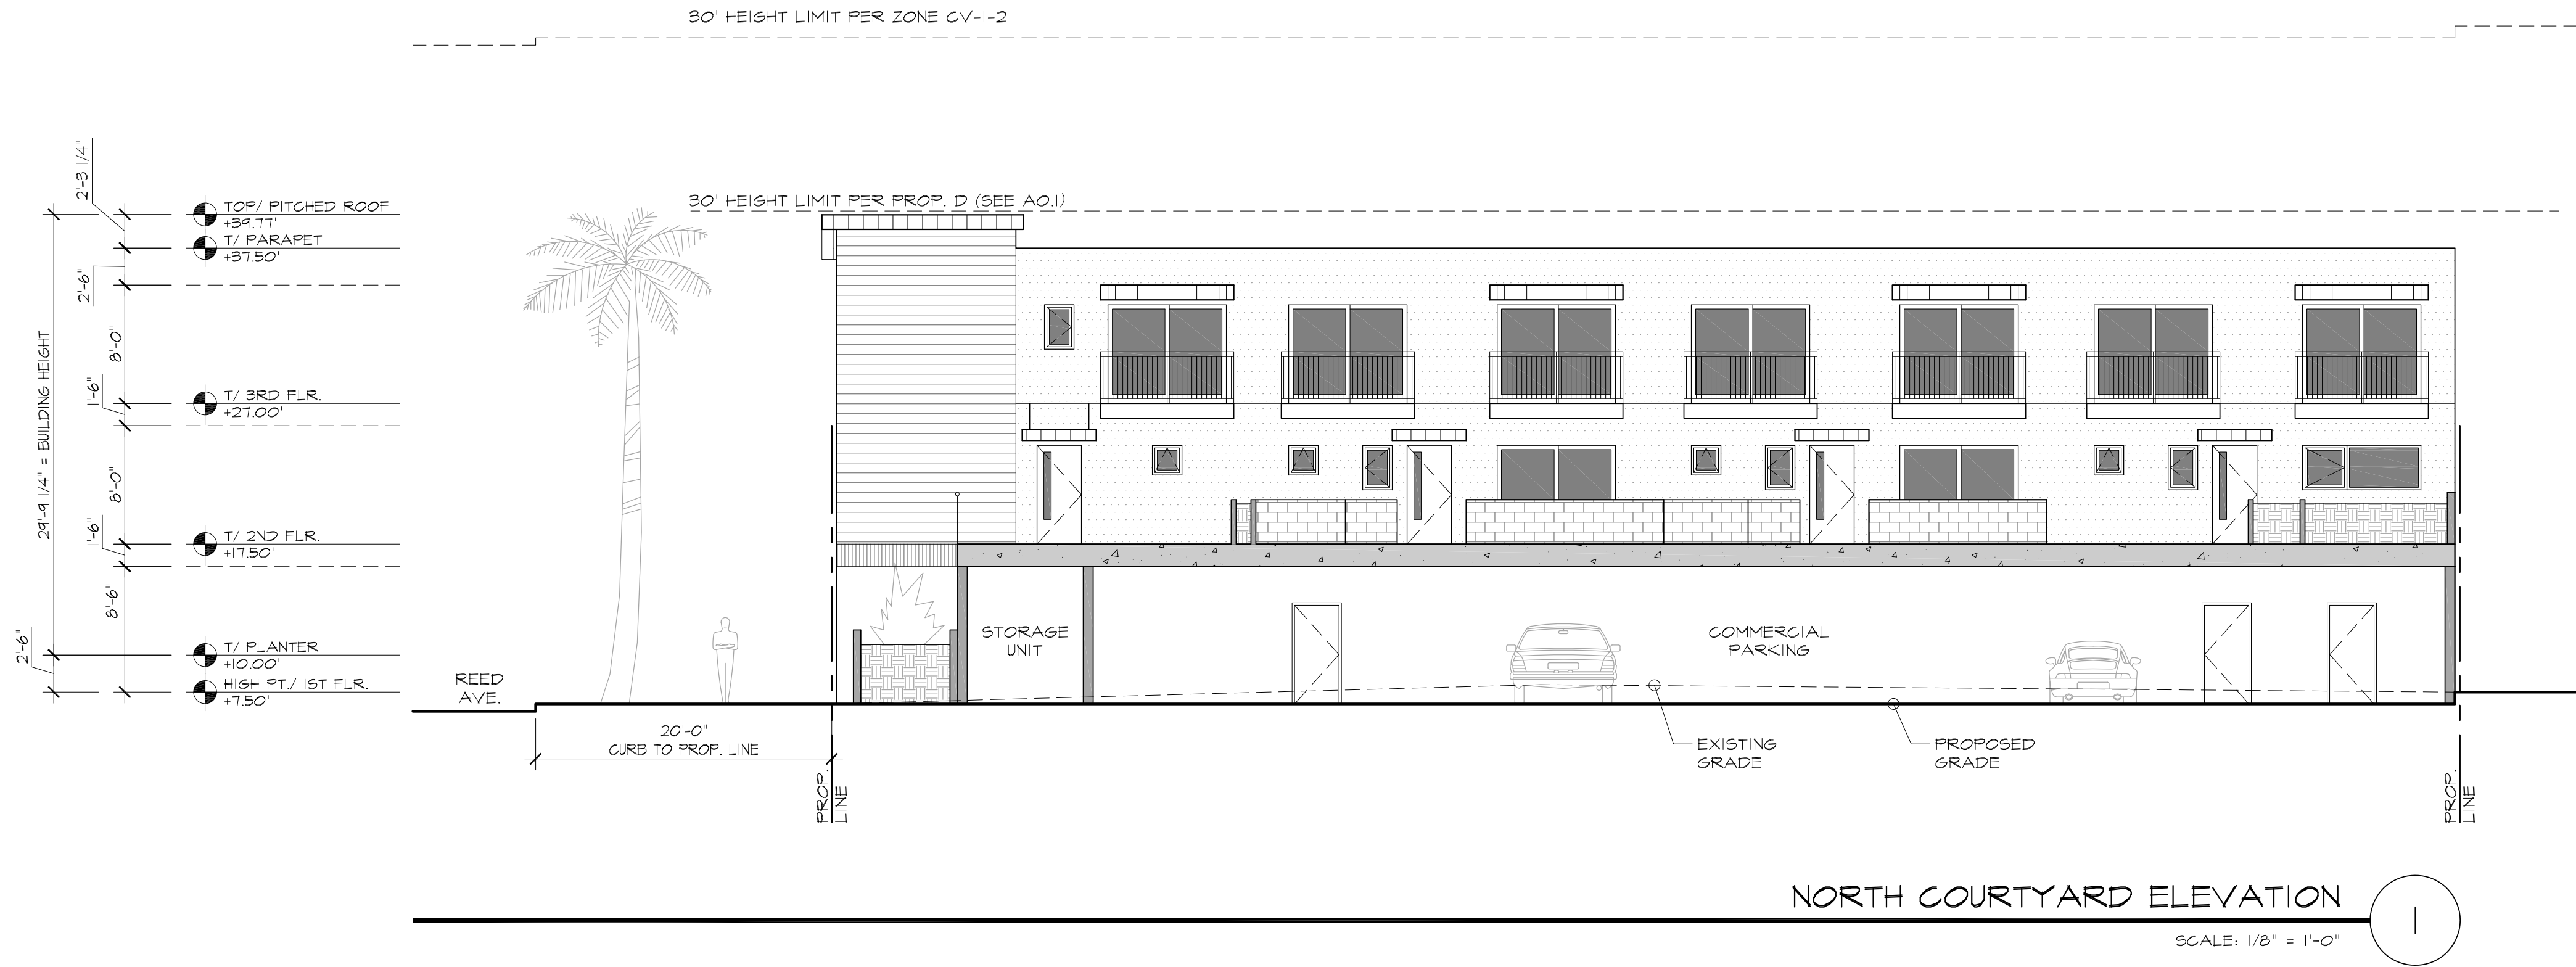 30' HEIGHT LIMIT PER ZONE CV-1-2
30' HEIGHT LIMIT PER PROP. D (SEE A0.1)
2'-3 1/4"
2'-6"
8'-0"
1'-6"
8'-0"
1'-6"
8'-6"
2'-6"
29'-9 1/4" = BUILDING HEIGHT
TOP/ PITCHED ROOF
+39.77'
T/ PARAPET
+37.50'
T/ 3RD FLR.
+27.00'
T/ 2ND FLR.
+17.50'
T/ PLANTER
+10.00'
HIGH PT./ 1ST FLR.
+7.50'
REED
AVE.
20'-0"
CURB TO PROP. LINE
PROP.
LINE
STORAGE
UNIT
COMMERCIAL
PARKING
EXISTING
GRADE
PROPOSED
GRADE
PROP.
LINE
NORTH COURTYARD ELEVATION
1
SCALE: 1/8" = 1'-0"